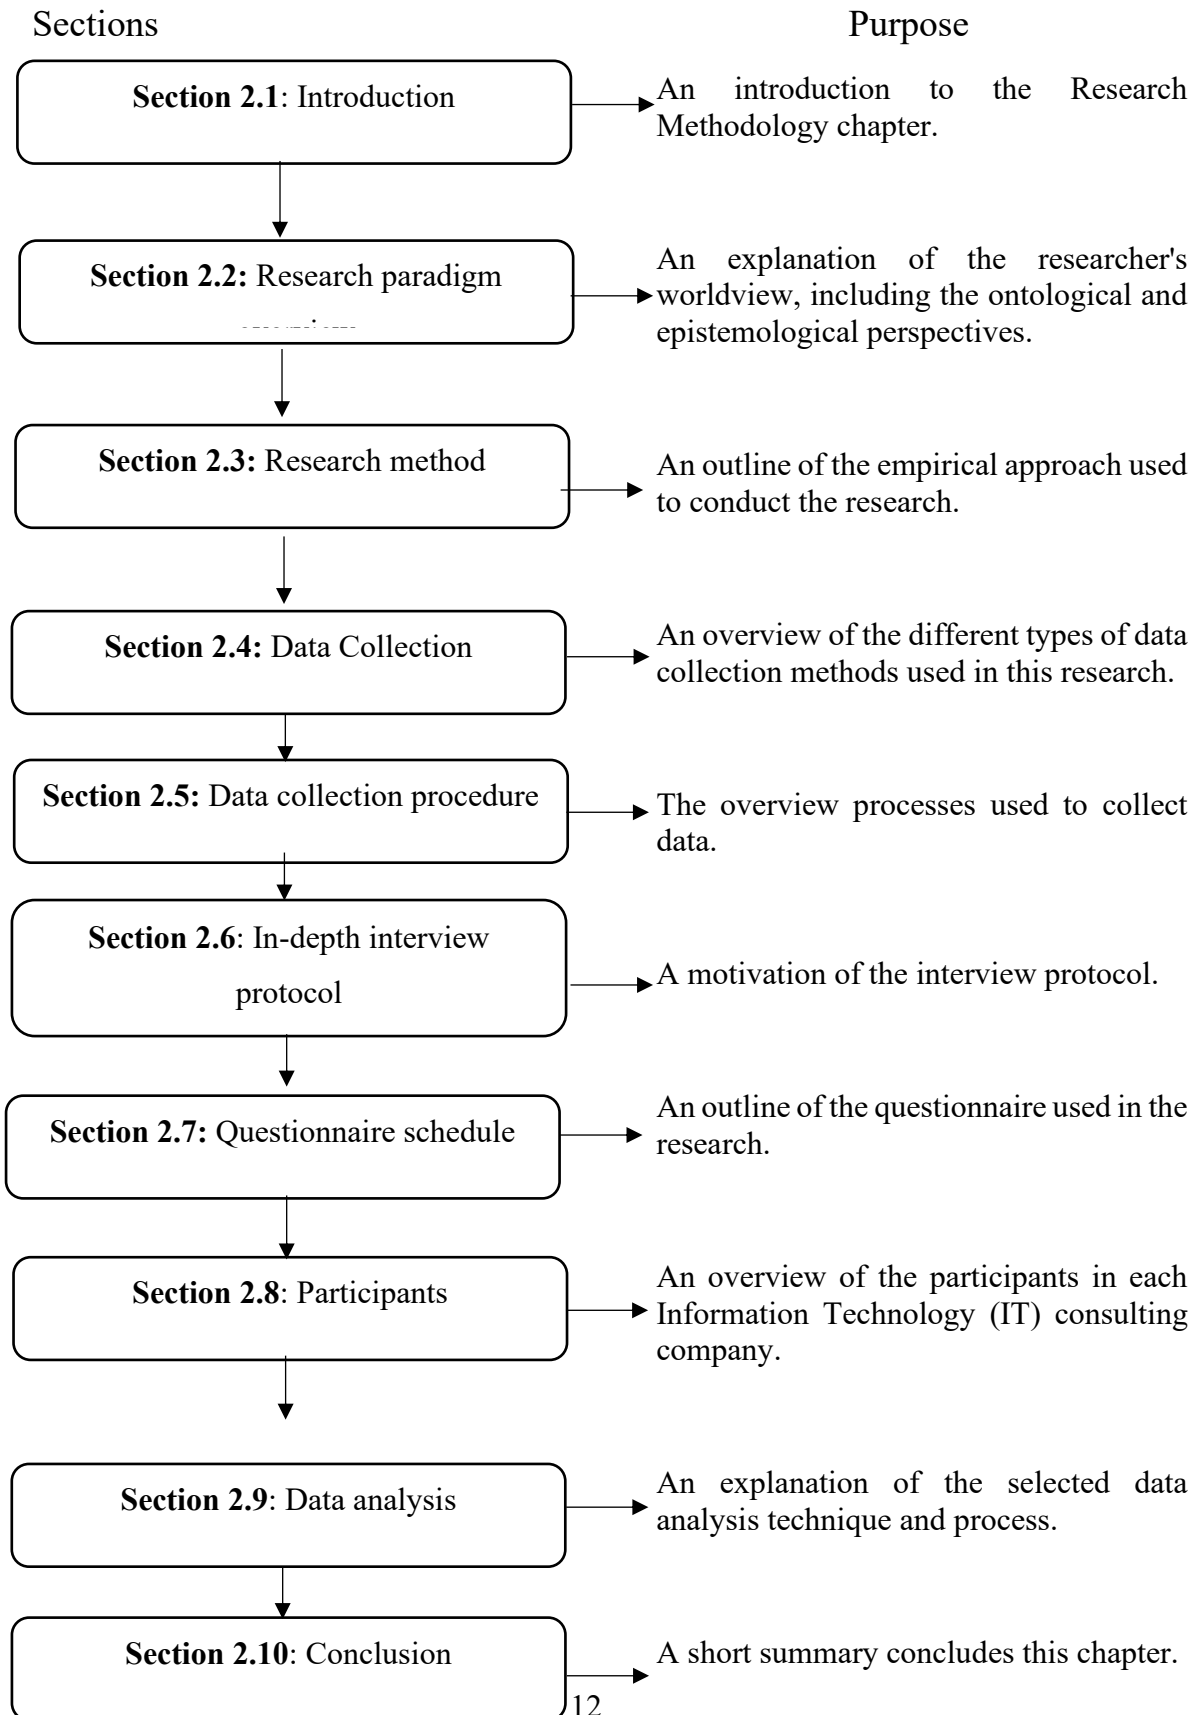 Sections
Purpose
Section 2.1: Introduction
An introduction to the Research
Methodology chapter.
Section 2.2: Research paradigm
An explanation of the researcher's
worldview, including the ontological and
epistemological perspectives.
Section 2.3: Research method
An outline of the empirical approach used
to conduct the research.
Section 2.4: Data Collection
An overview of the different types of data
collection methods used in this research.
Section 2.5: Data collection procedure
The overview processes used to collect
data.
Section 2.6: In-depth interview
protocol
A motivation of the interview protocol.
Section 2.7: Questionnaire schedule
An outline of the questionnaire used in the
research.
Section 2.8: Participants
An overview of the participants in each
Information Technology (IT) consulting
company.
Section 2.9: Data analysis
An explanation of the selected data
analysis technique and process.
Section 2.10: Conclusion
A short summary concludes this chapter.
12